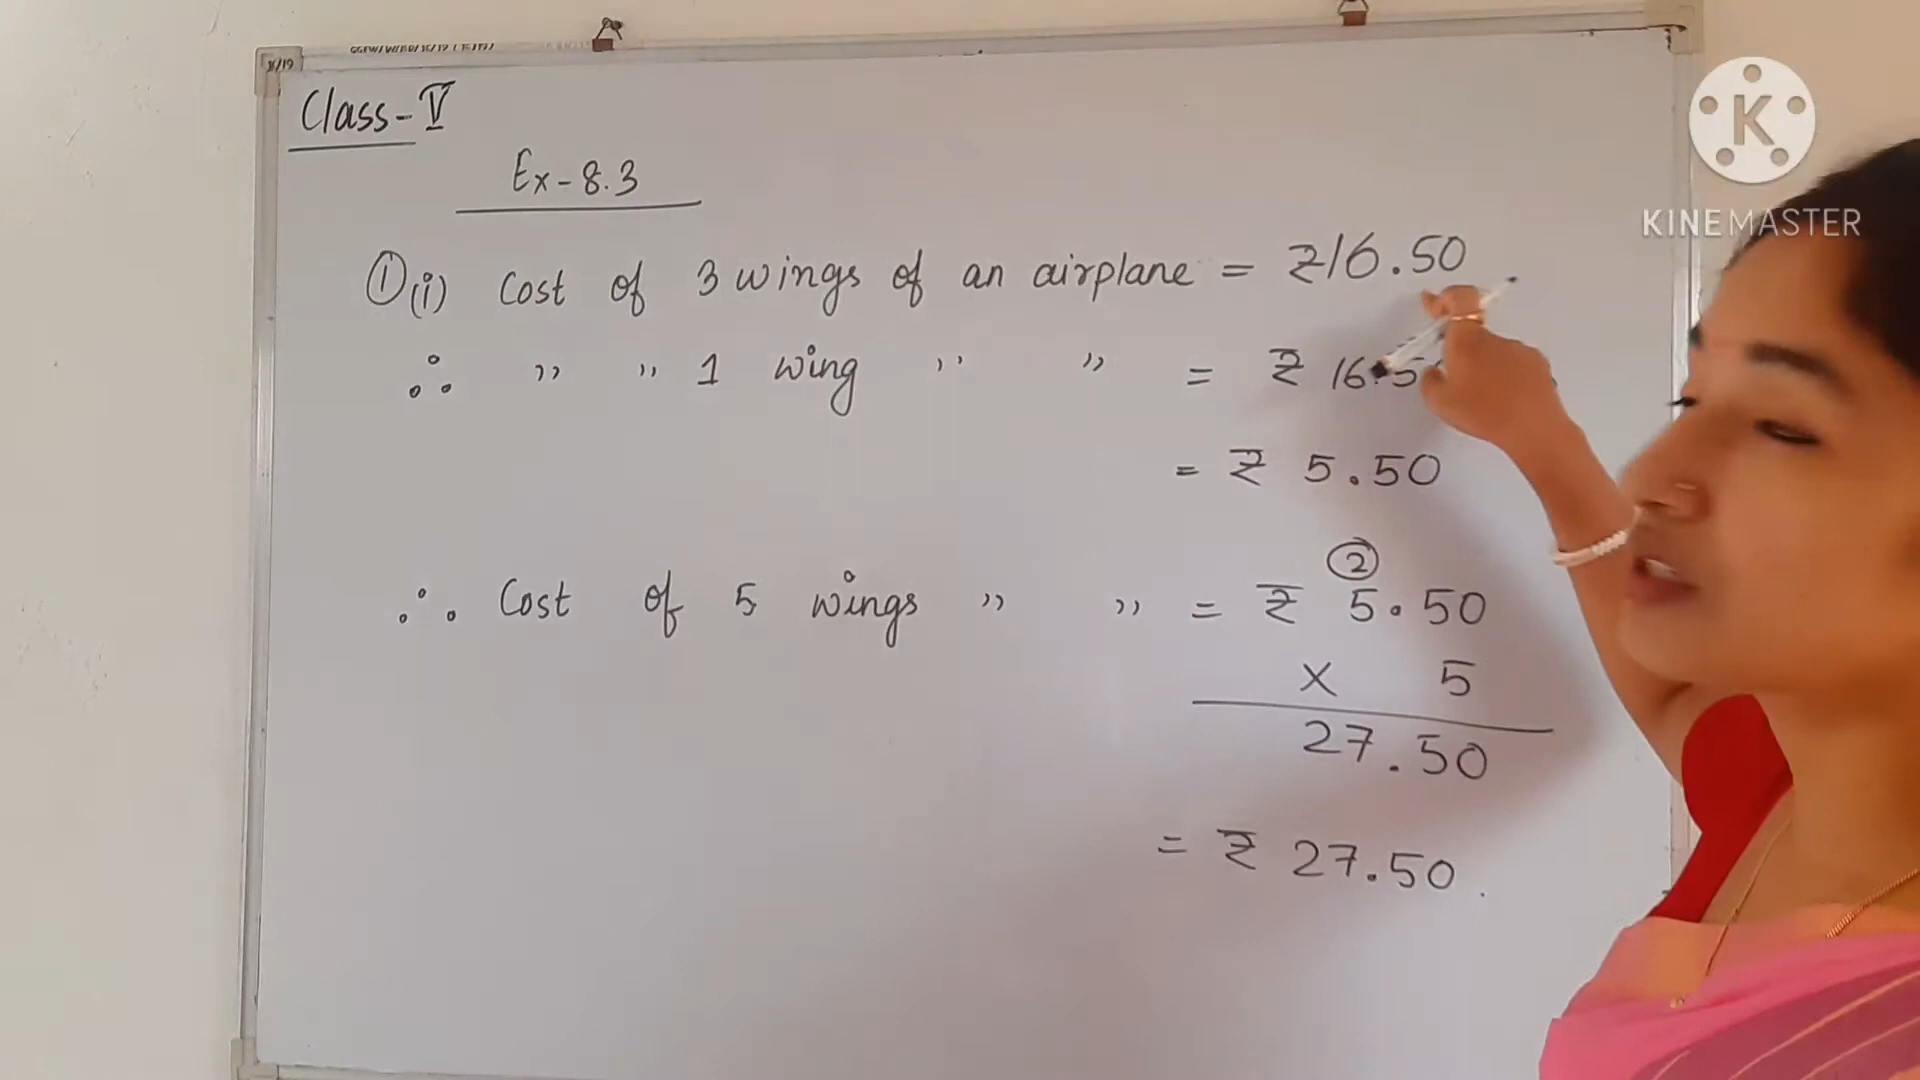 Class-V
Ex-8.3
① (i) Cost of 3 wings of an airplane = ₹16.50
∴ ,, ,, 1 wing ,, ,, = ₹ 16.5
= ₹ 5.50
②
∴ Cost of 5 wings ,, ,, = ₹ 5.50
x 5
27.50
= ₹ 27.50.
K
KINEMASTER